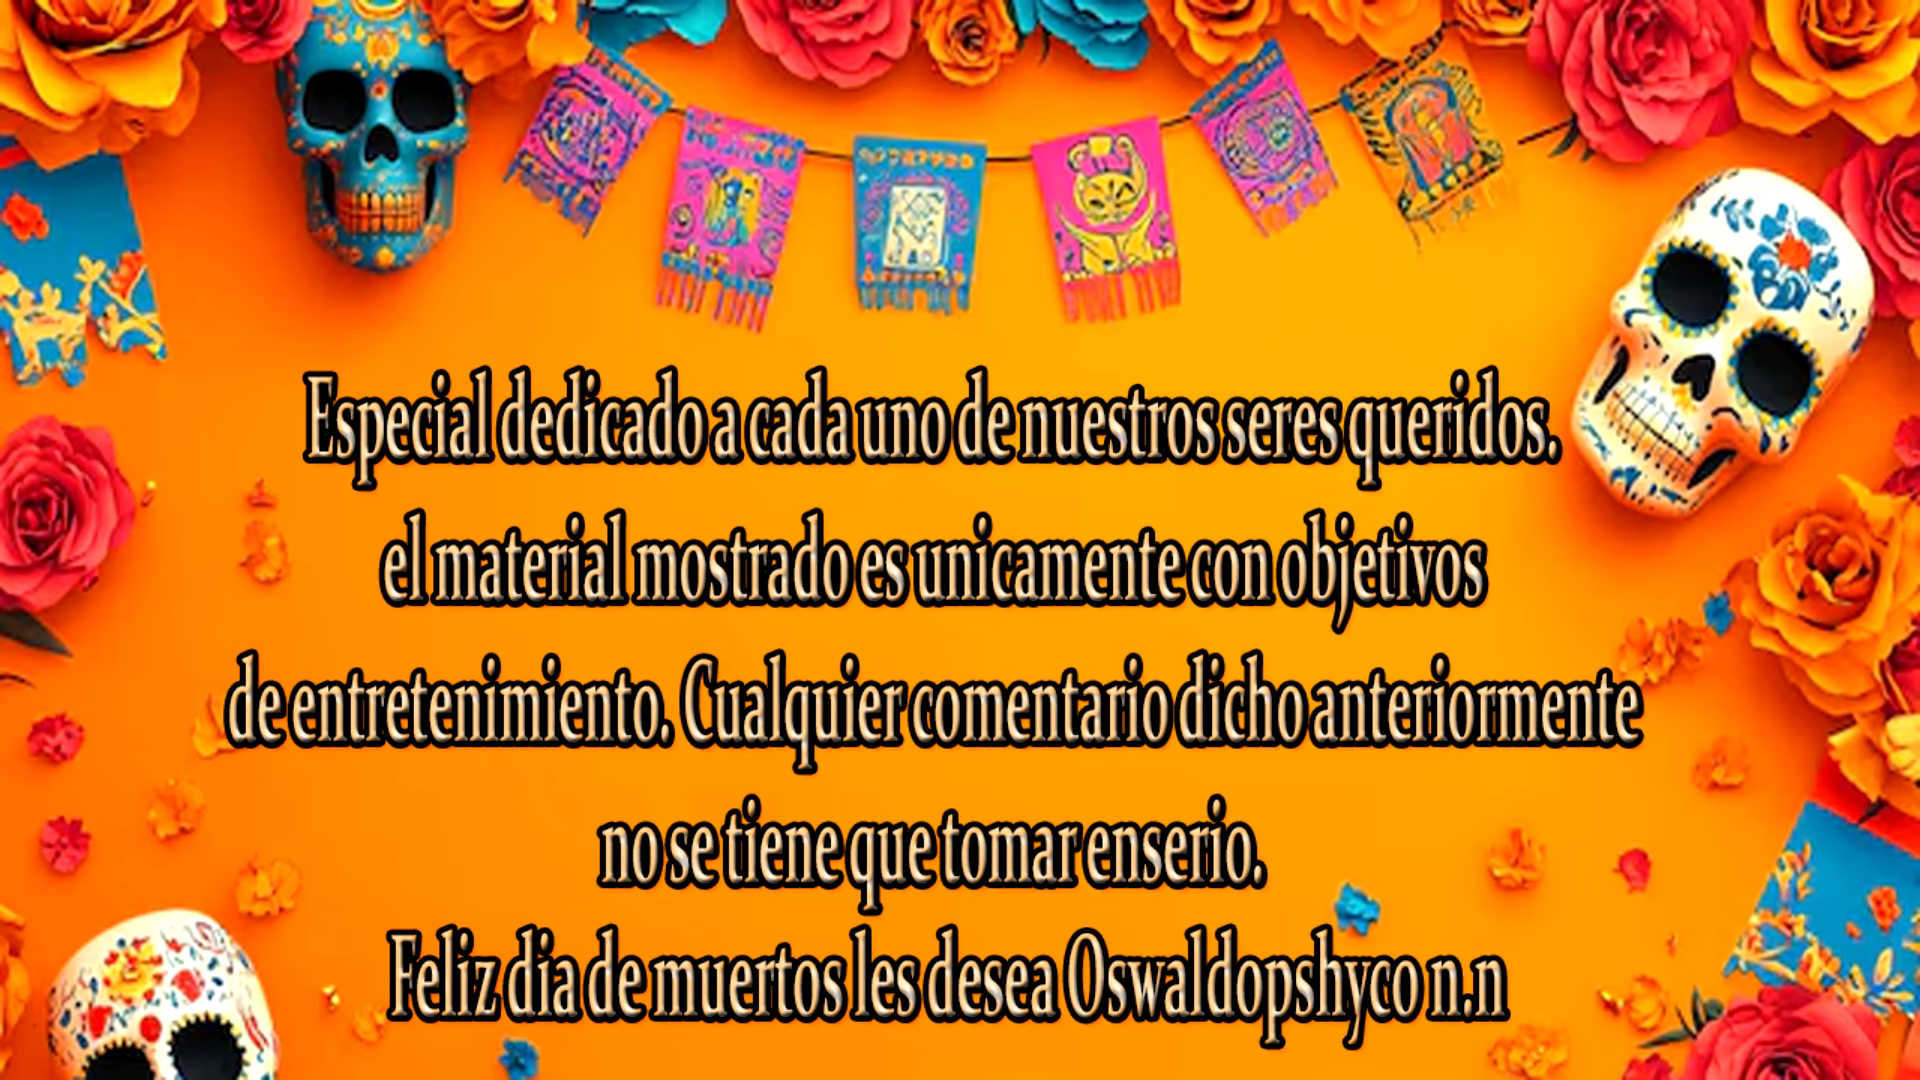 Especial dedicado a cada uno de nuestros seres queridos.
el material mostrado es unicamente con objetivos
de entretenimiento. Cualquier comentario dicho anteriormente
no se tiene que tomar enserio.
Feliz dia de muertos les desea Oswaldopshyco n.n